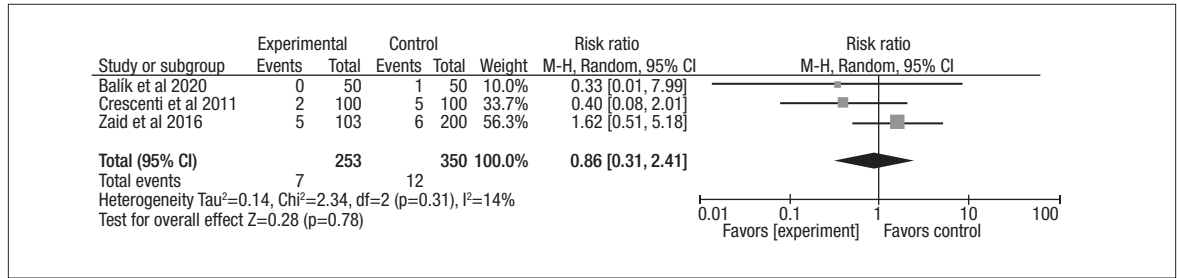 Experimental Control Risk ratio Risk ratio
Study or subgroup Events Total Events Total Weight M-H, Random, 95% CI M-H, Random, 95% CI
Balík et al 2020 0 50 1 50 10.0% 0.33 [0.01, 7.99]
Crescenti et al 2011 2 100 5 100 33.7% 0.40 [0.08, 2.01]
Zaid et al 2016 5 103 6 200 56.3% 1.62 [0.51, 5.18]
Total (95% CI) 253 350 100.0% 0.86 [0.31, 2.41]
Total events 7 12
Heterogeneity Tau²=0.14, Chi²=2.34, df=2 (p=0.31), I²=14%
Test for overall effect Z=0.28 (p=0.78)
0.01 0.1 1 10 100
Favors [experiment] Favors control